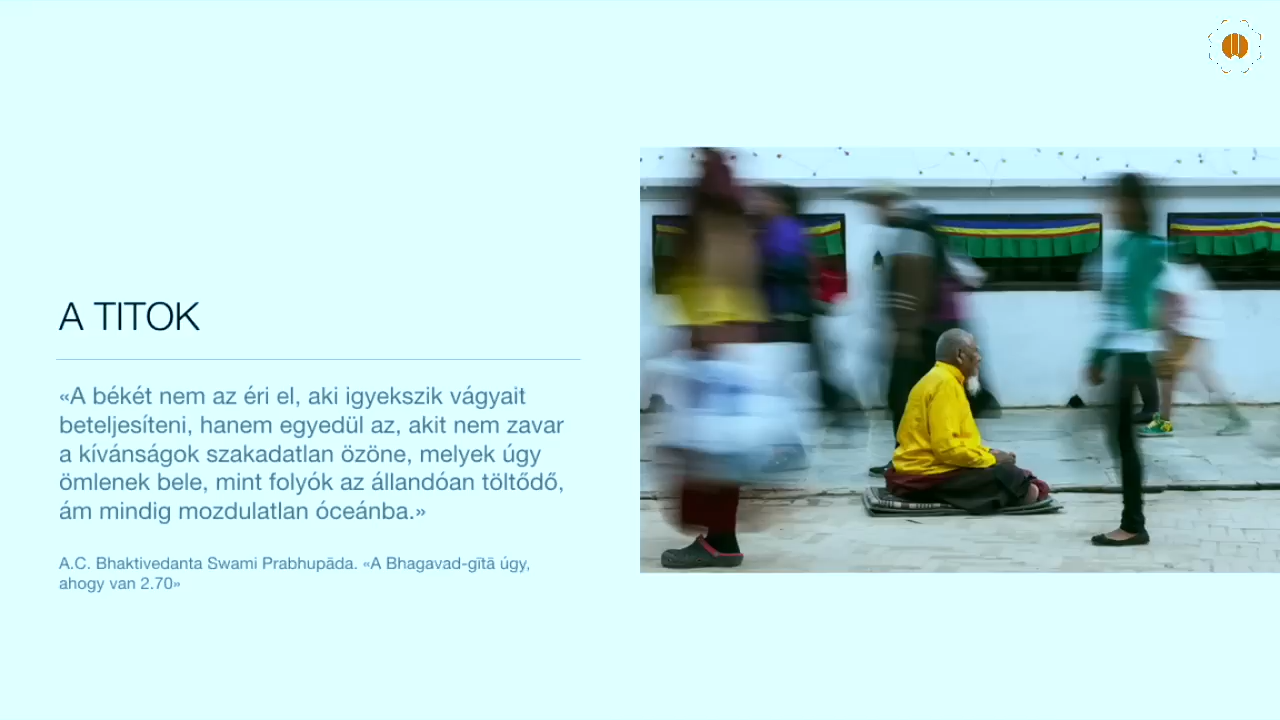 A TITOK
«A békét nem az éri el, aki igyekszik vágyait
beteljesíteni, hanem egyedül az, akit nem zavar
a kívánságok szakadatlan özöne, melyek úgy
ömlenek bele, mint folyók az állandóan töltődő,
ám mindig mozdulatlan óceánba.»
A.C. Bhaktivedanta Swami Prabhupāda. «A Bhagavad-gītā úgy,
ahogy van 2.70»